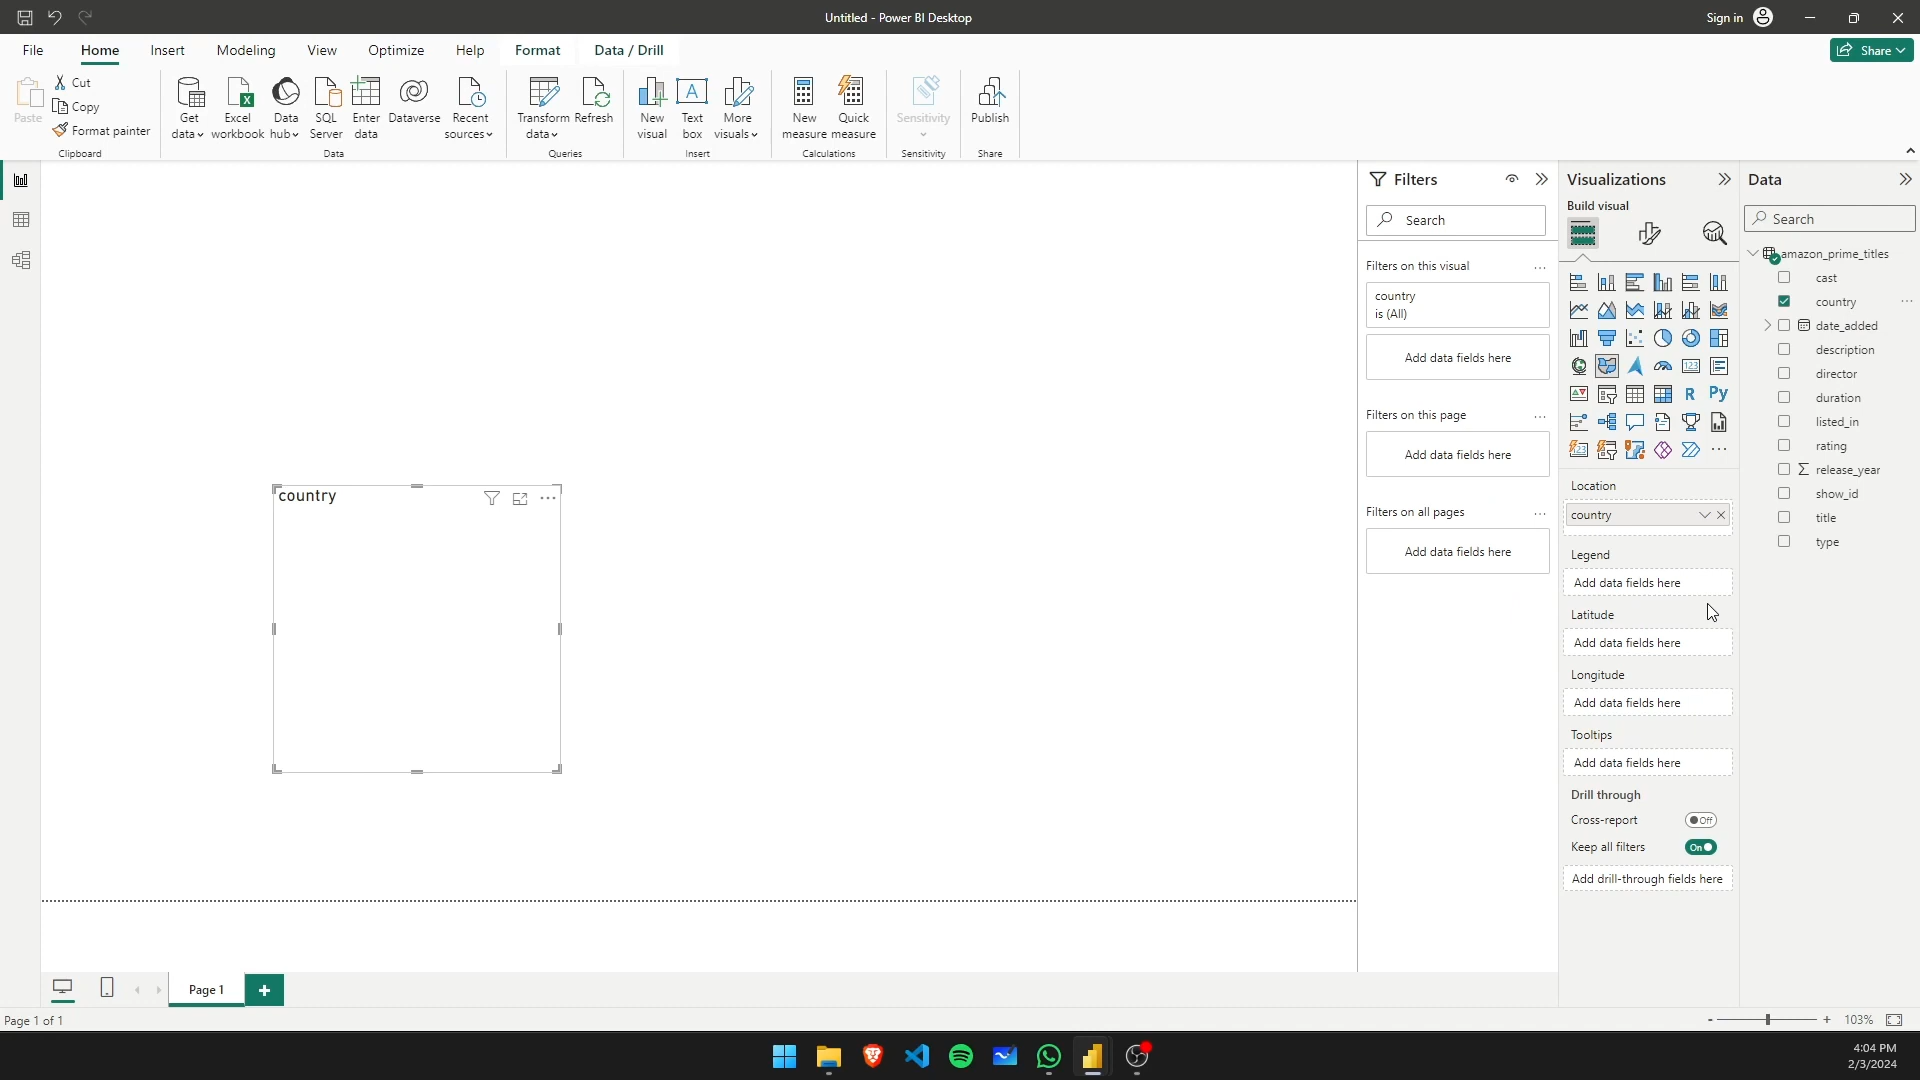 Untitled - Power BI Desktop
Sign in
File Home Insert Modeling View Optimize Help Format Data / Drill
Share
Paste
Cut
Copy
Format painter
Clipboard
Get data
Excel workbook
Data hub
SQL Server
Enter data
Dataverse
Recent sources
Data
Transform data
Refresh
Queries
New visual
Text box
More visuals
Insert
New measure
Quick measure
Calculations
Sensitivity
Sensitivity
Publish
Share
country
Filters
Search
Filters on this visual
country
is (All)
Add data fields here
Filters on this page
Add data fields here
Filters on all pages
Add data fields here
Visualizations
Build visual
123
R
Py
123
Location
country
Legend
Add data fields here
Latitude
Add data fields here
Longitude
Add data fields here
Tooltips
Add data fields here
Drill through
Cross-report
Off
Keep all filters
On
Add drill-through fields here
Data
Search
amazon_prime_titles
cast
country
date_added
description
director
duration
listed_in
rating
release_year
show_id
title
type
Page 1
Page 1 of 1
- + 103%
4:04 PM
2/3/2024